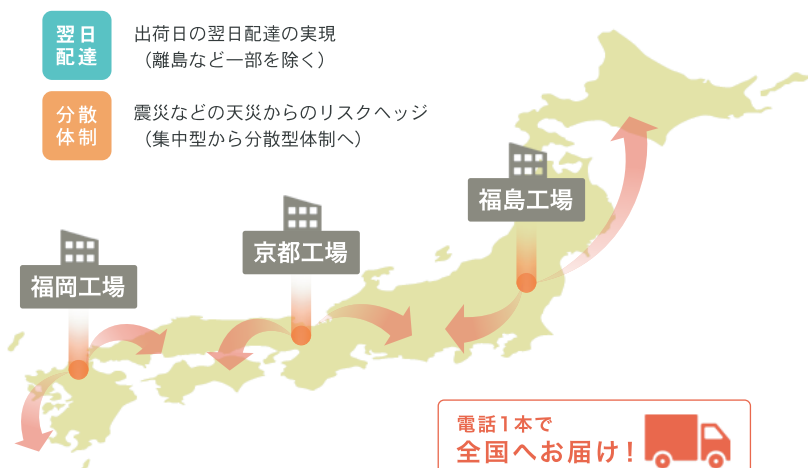 翌日
配達
出荷日の翌日配達の実現
（離島など一部を除く）
分散
体制
震災などの天災からのリスクヘッジ
（集中型から分散型体制へ）
福島工場
京都工場
福岡工場
電話1本で
全国へお届け！